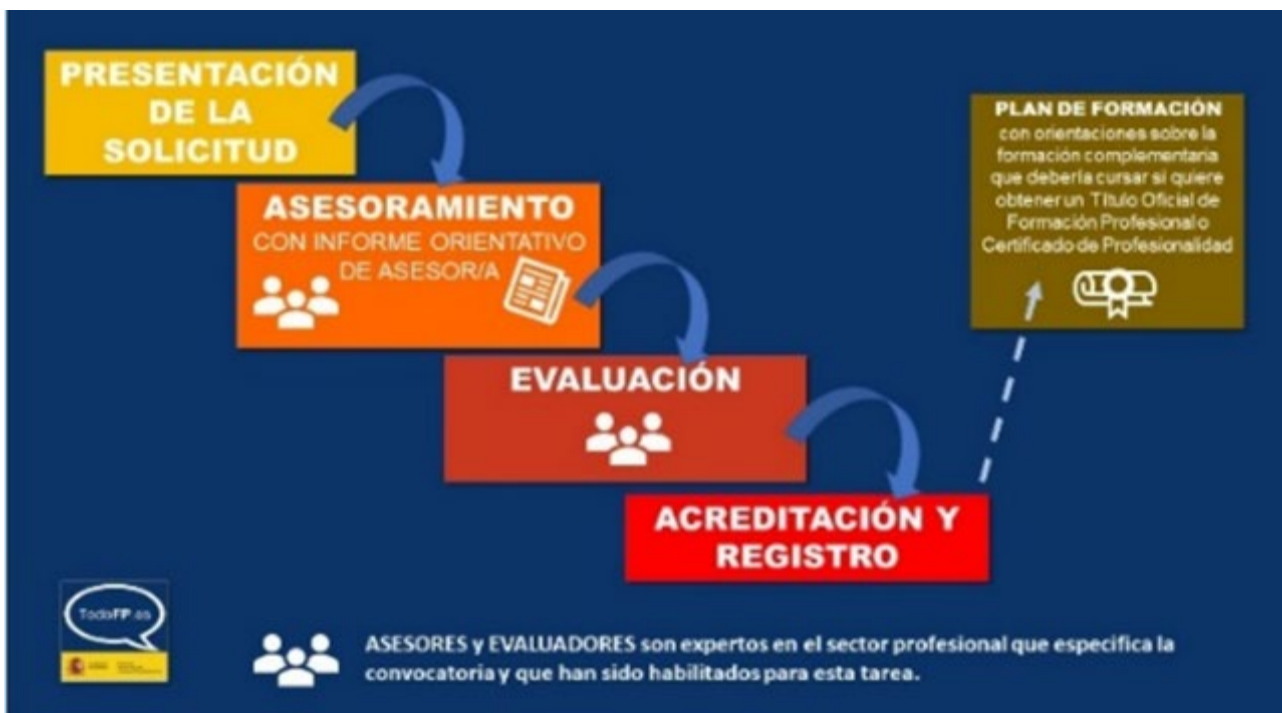 PRESENTACIÓN
DE LA
SOLICITUD
ASESORAMIENTO
CON INFORME ORIENTATIVO
DE ASESOR/A
EVALUACIÓN
ACREDITACIÓN Y
REGISTRO
PLAN DE FORMACIÓN
con orientaciones sobre la
formación complementaria
que debería cursar si quiere
obtener un Título Oficial de
Formación Profesional o
Certificado de Profesionalidad
TodoFP.es
ASESORES y EVALUADORES son expertos en el sector profesional que especifica la
convocatoria y que han sido habilitados para esta tarea.